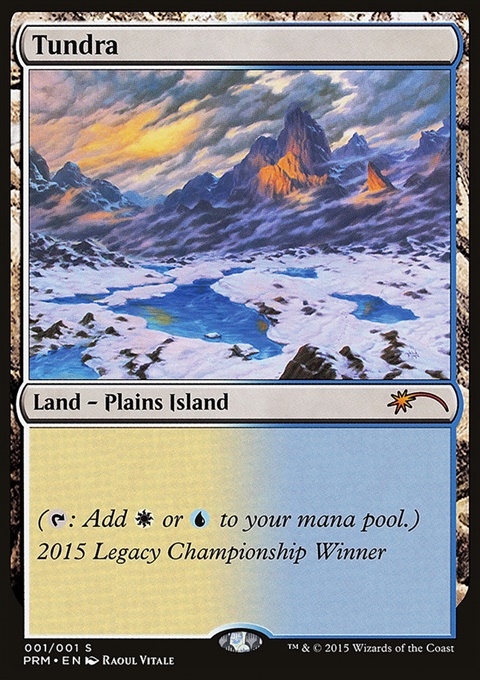 Tundra
Land – Plains Island
(: Add or to your mana pool.)
2015 Legacy Championship Winner
001/001 S
PRM • EN Raoul Vitale
™ & © 2015 Wizards of the Coast